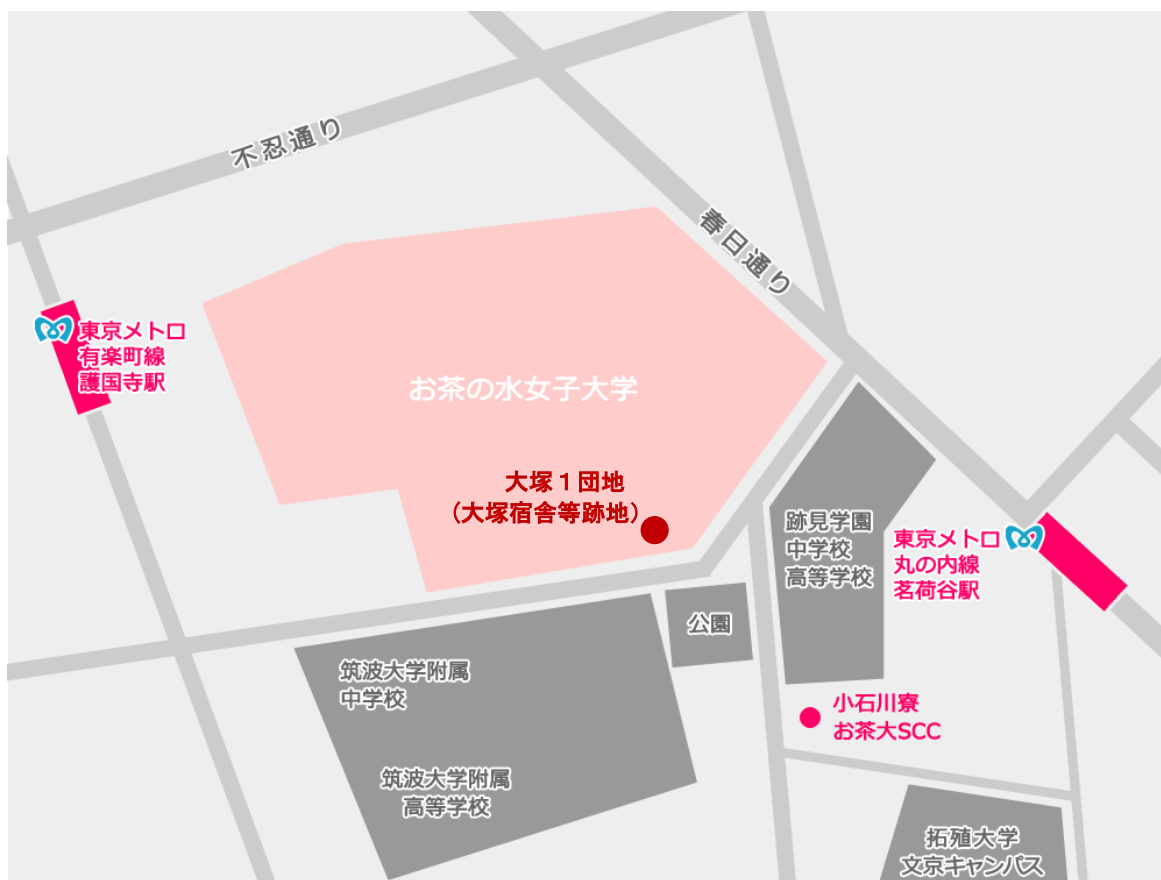 不忍通り
春日通り
東京メトロ
有楽町線
護国寺駅
お茶の水女子大学
大塚１団地
（大塚宿舎等跡地）
跡見学園
中学校
高等学校
東京メトロ
丸の内線
茗荷谷駅
公園
筑波大学附属
中学校
小石川寮
お茶大SCC
筑波大学附属
高等学校
拓殖大学
文京キャンパス